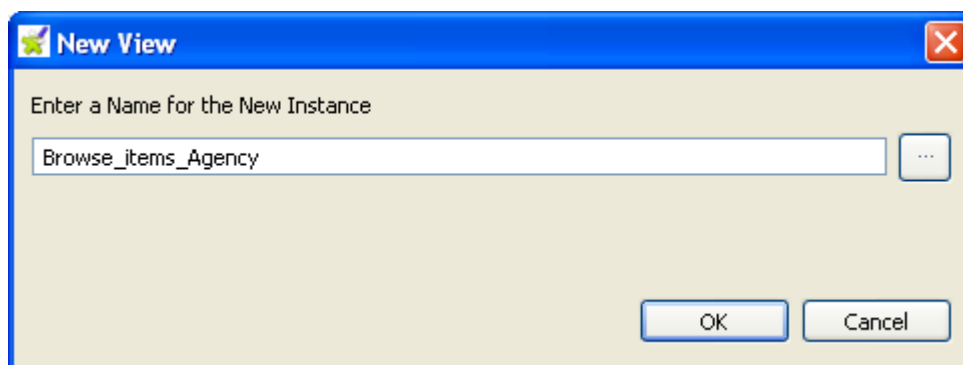 New View
Enter a Name for the New Instance
Browse_items_Agency
...
OK Cancel